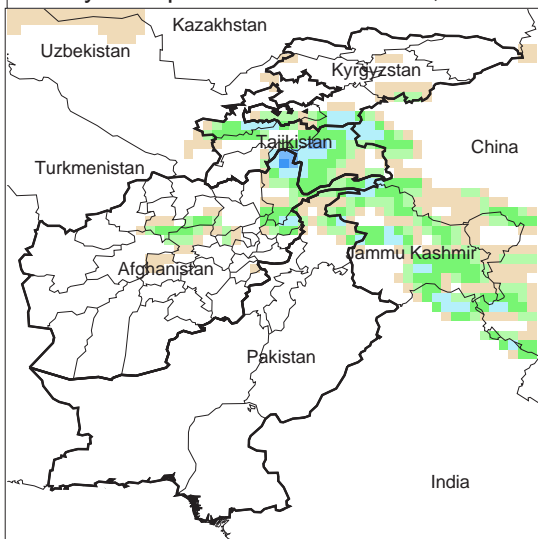 Kazakhstan
Uzbekistan
Kyrgyzstan
Tajikistan
China
Turkmenistan
Jammu Kashmir
Afghanistan
Pakistan
India